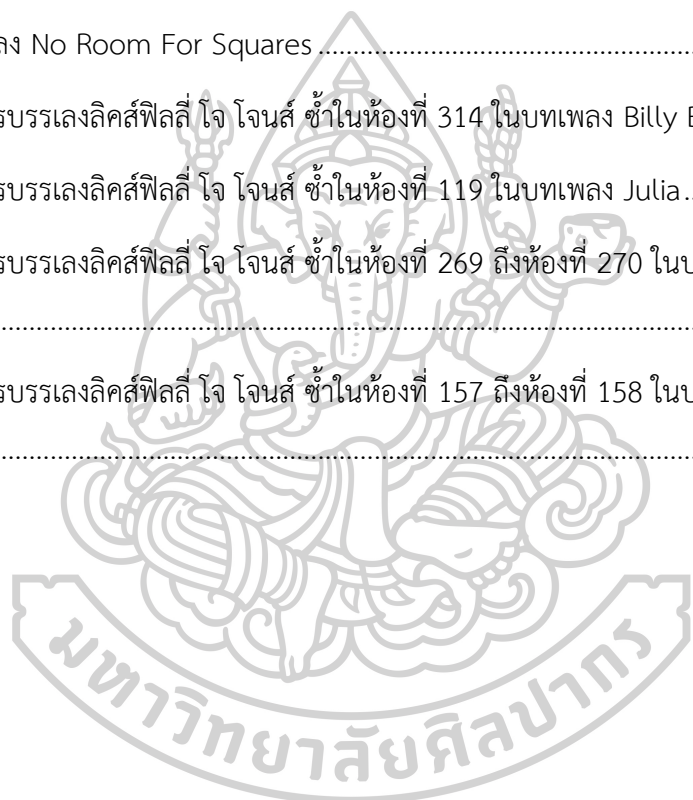 ลง No Room For Squares
รบรรเลงลิคส์ฟิลลี่ โจ โจนส์ ซ้ำในห้องที่ 314 ในบทเพลง Billy
รบรรเลงลิคส์ฟิลลี่ โจ โจนส์ ซ้ำในห้องที่ 119 ในบทเพลง Julia
รบรรเลงลิคส์ฟิลลี่ โจ โจนส์ ซ้ำในห้องที่ 269 ถึงห้องที่ 270 ในบ
รบรรเลงลิคส์ฟิลลี่ โจ โจนส์ ซ้ำในห้องที่ 157 ถึงห้องที่ 158 ในบ
มหาวิทยาลัยศิลปากร